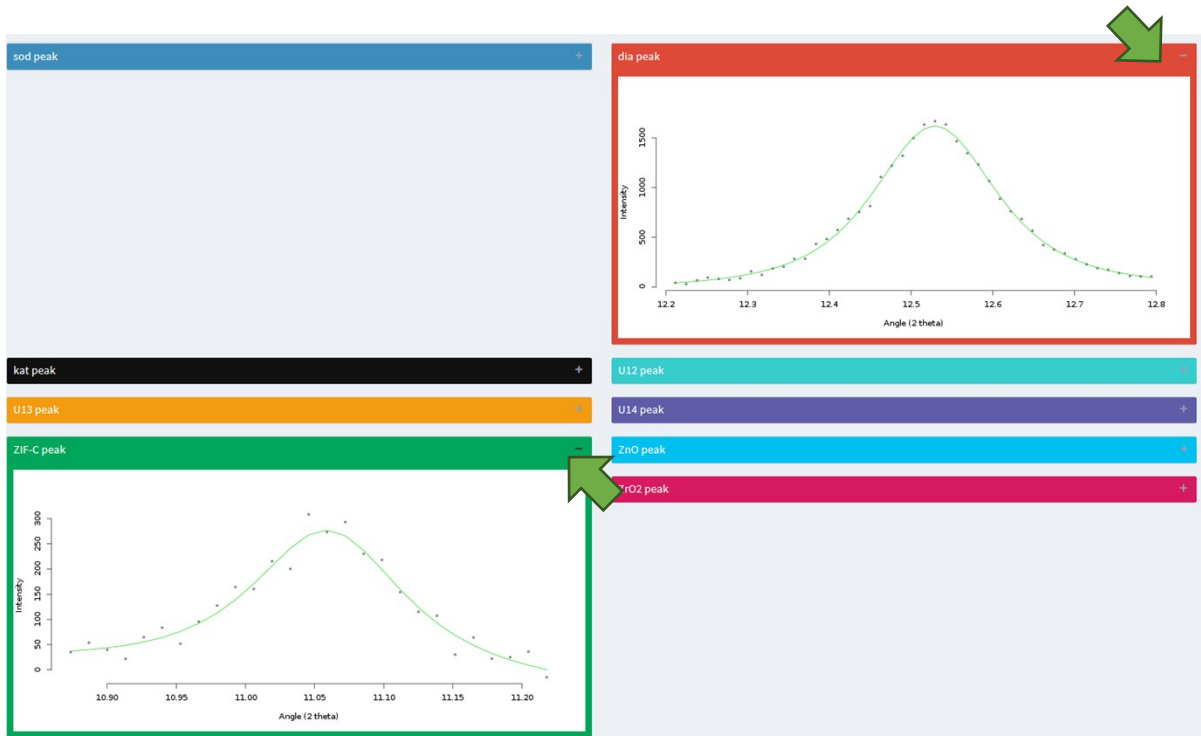 sod peak +
dia peak −
1500
1000
500
0
Intensity
12.2 12.3 12.4 12.5 12.6 12.7 12.8
Angle (2 theta)
kat peak +
U12 peak +
U13 peak +
U14 peak +
ZIF-C peak −
ZnO peak +
ZrO2 peak +
300
250
200
150
100
50
0
Intensity
10.90 10.95 11.00 11.05 11.10 11.15 11.20
Angle (2 theta)